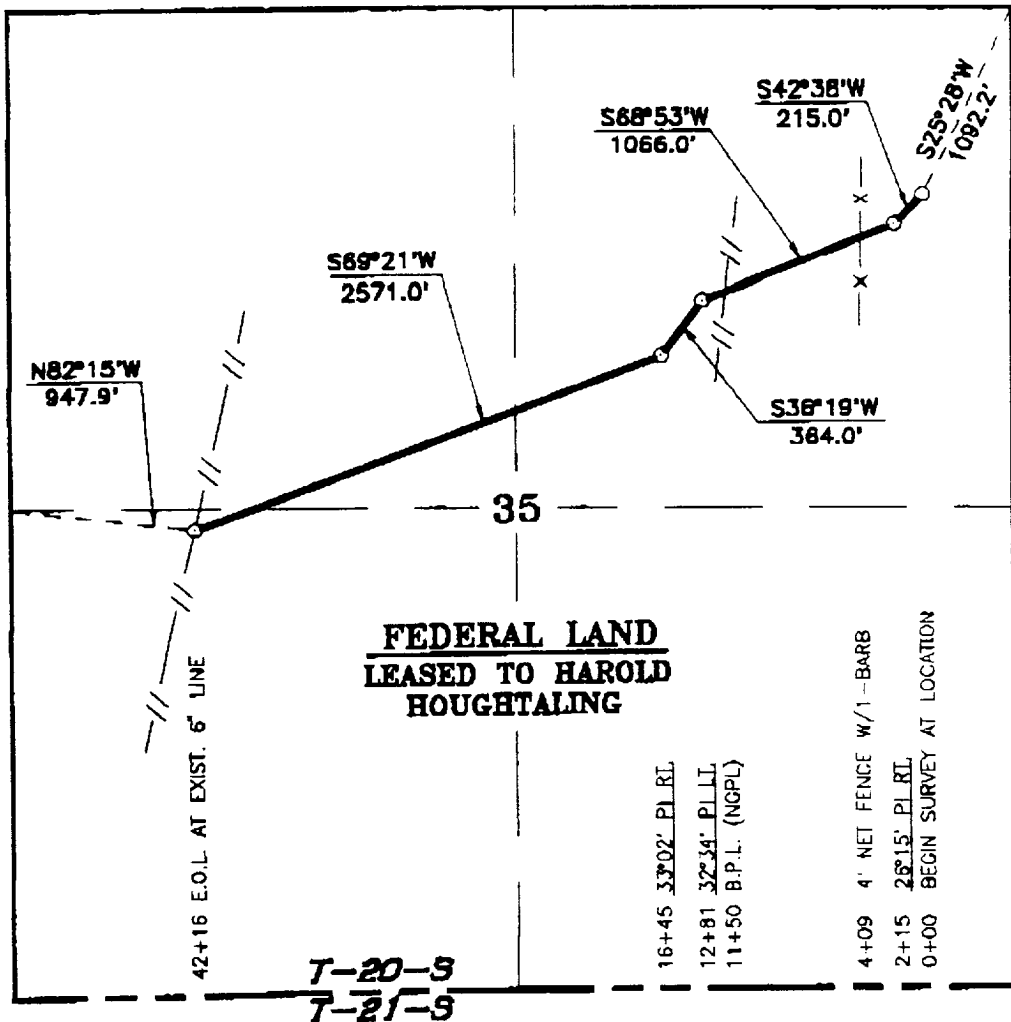 S42°38'W
215.0'
S25°28'W
1092.2'
S68°53'W
1066.0'
S69°21'W
2571.0'
N82°15'W
947.9'
S36°19'W
364.0'
35
FEDERAL LAND
LEASED TO HAROLD
HOUGHTALING
42+16 E.O.L. AT EXIST. 6" LINE
16+45 33°02' PI RT.
12+81 32°34' PI LT.
11+50 B.P.L. (NGPL)
4+09 4' NET FENCE W/1-BARB
2+15 26°15' PI RT.
0+00 BEGIN SURVEY AT LOCATION
T-20-S
T-21-S